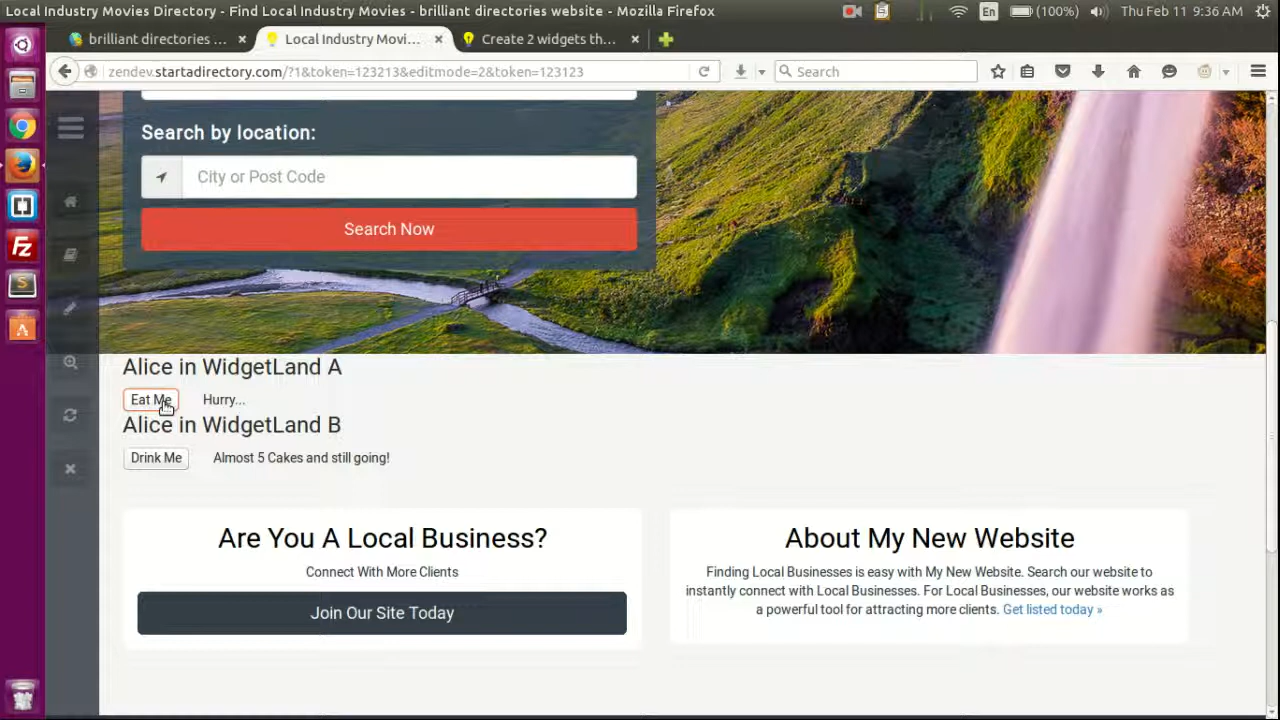 Local Industry Movies Directory - Find Local Industry Movies - brilliant directories website - Mozilla Firefox
En
(100%)
Thu Feb 11 9:36 AM
brilliant directories ...
Local Industry Movi...
Create 2 widgets th...
zendev.startadirectory.com/?1&token=123213&editmode=2&token=123123
Search
Search by location:
City or Post Code
Search Now
Alice in WidgetLand A
Eat Me
Hurry...
Alice in WidgetLand B
Drink Me
Almost 5 Cakes and still going!
Are You A Local Business?
Connect With More Clients
Join Our Site Today
About My New Website
Finding Local Businesses is easy with My New Website. Search our website to
instantly connect with Local Businesses. For Local Businesses, our website works as
a powerful tool for attracting more clients. Get listed today »